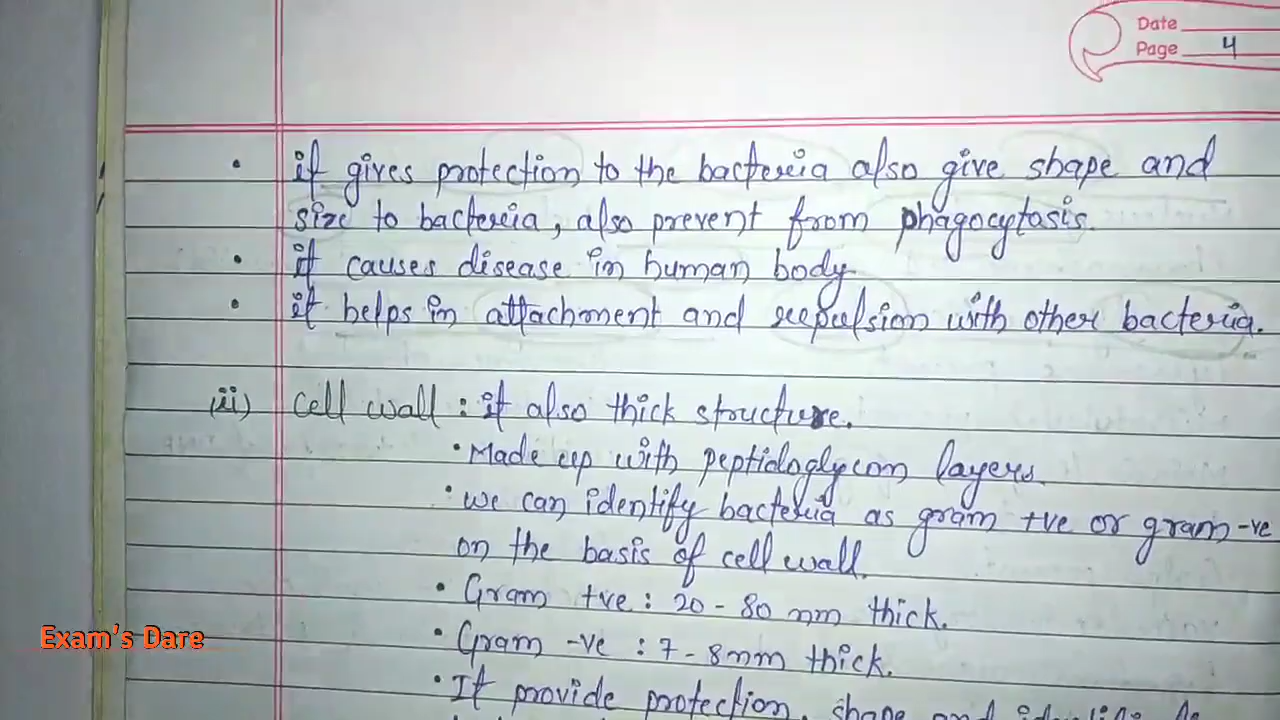 Date
Page 4
• it gives protection to the bacteria also give shape and
size to bacteria, also prevent from phagocytasis.
• it causes disease in human body
• it helps in attachment and repulsion with other bacteria.
(ii) Cell wall : it also thick structure.
• Made up with peptidoglycan layers.
• we can identify bacteria as gram +ve or gram -ve
on the basis of cell wall.
• Gram +ve : 20 - 80 nm thick.
• Gram -ve : 7 - 8 nm thick.
• It provide protection, shape and
Exam's Dare